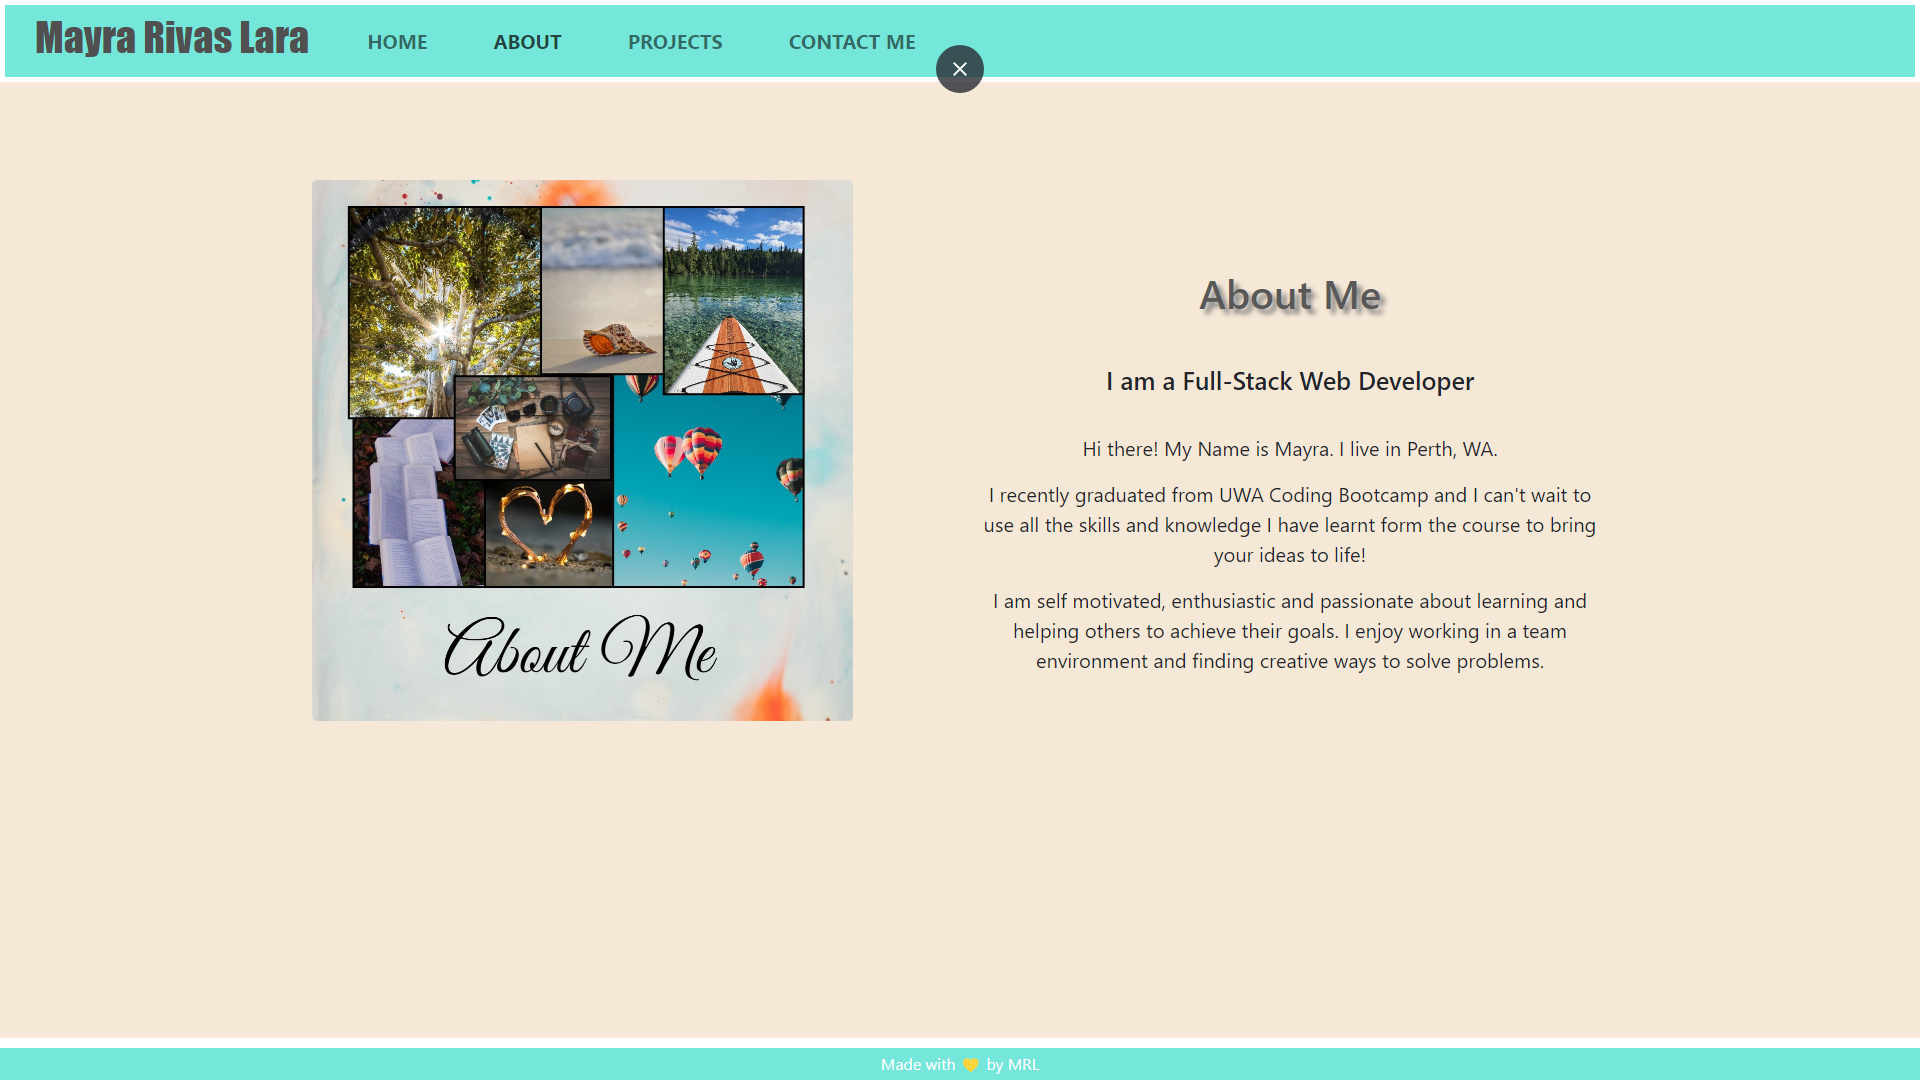 Mayra Rivas Lara
HOME
ABOUT
PROJECTS
CONTACT ME
About Me
About Me
I am a Full-Stack Web Developer
Hi there! My Name is Mayra. I live in Perth, WA.
I recently graduated from UWA Coding Bootcamp and I can't wait to
use all the skills and knowledge I have learnt form the course to bring
your ideas to life!
I am self motivated, enthusiastic and passionate about learning and
helping others to achieve their goals. I enjoy working in a team
environment and finding creative ways to solve problems.
Made with 💛 by MRL